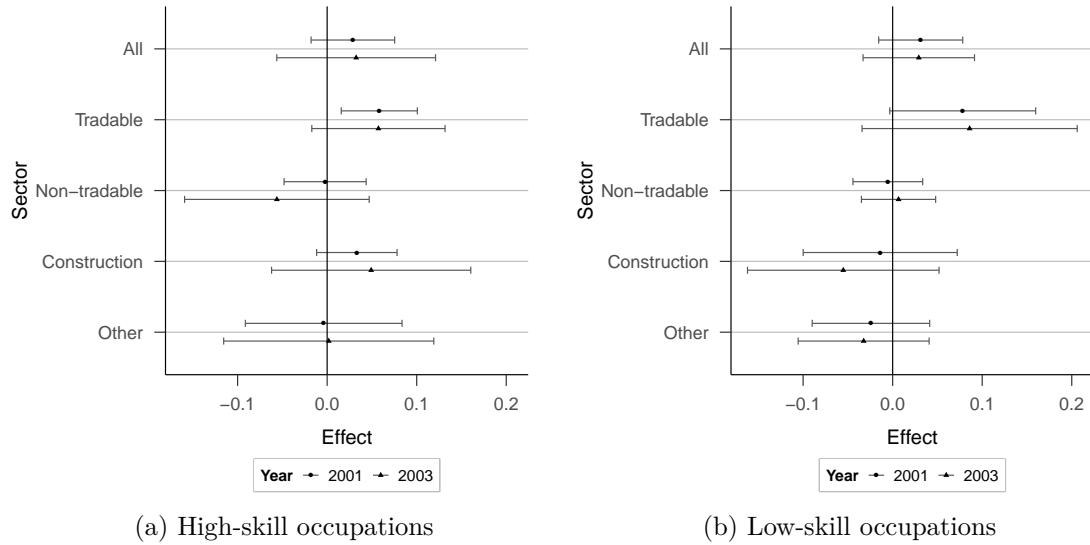 Sector
All
Tradable
Non−tradable
Construction
Other
−0.1 0.0 0.1 0.2
Effect
Year 2001 2003
(a) High-skill occupations
Sector
All
Tradable
Non−tradable
Construction
Other
−0.1 0.0 0.1 0.2
Effect
Year 2001 2003
(b) Low-skill occupations